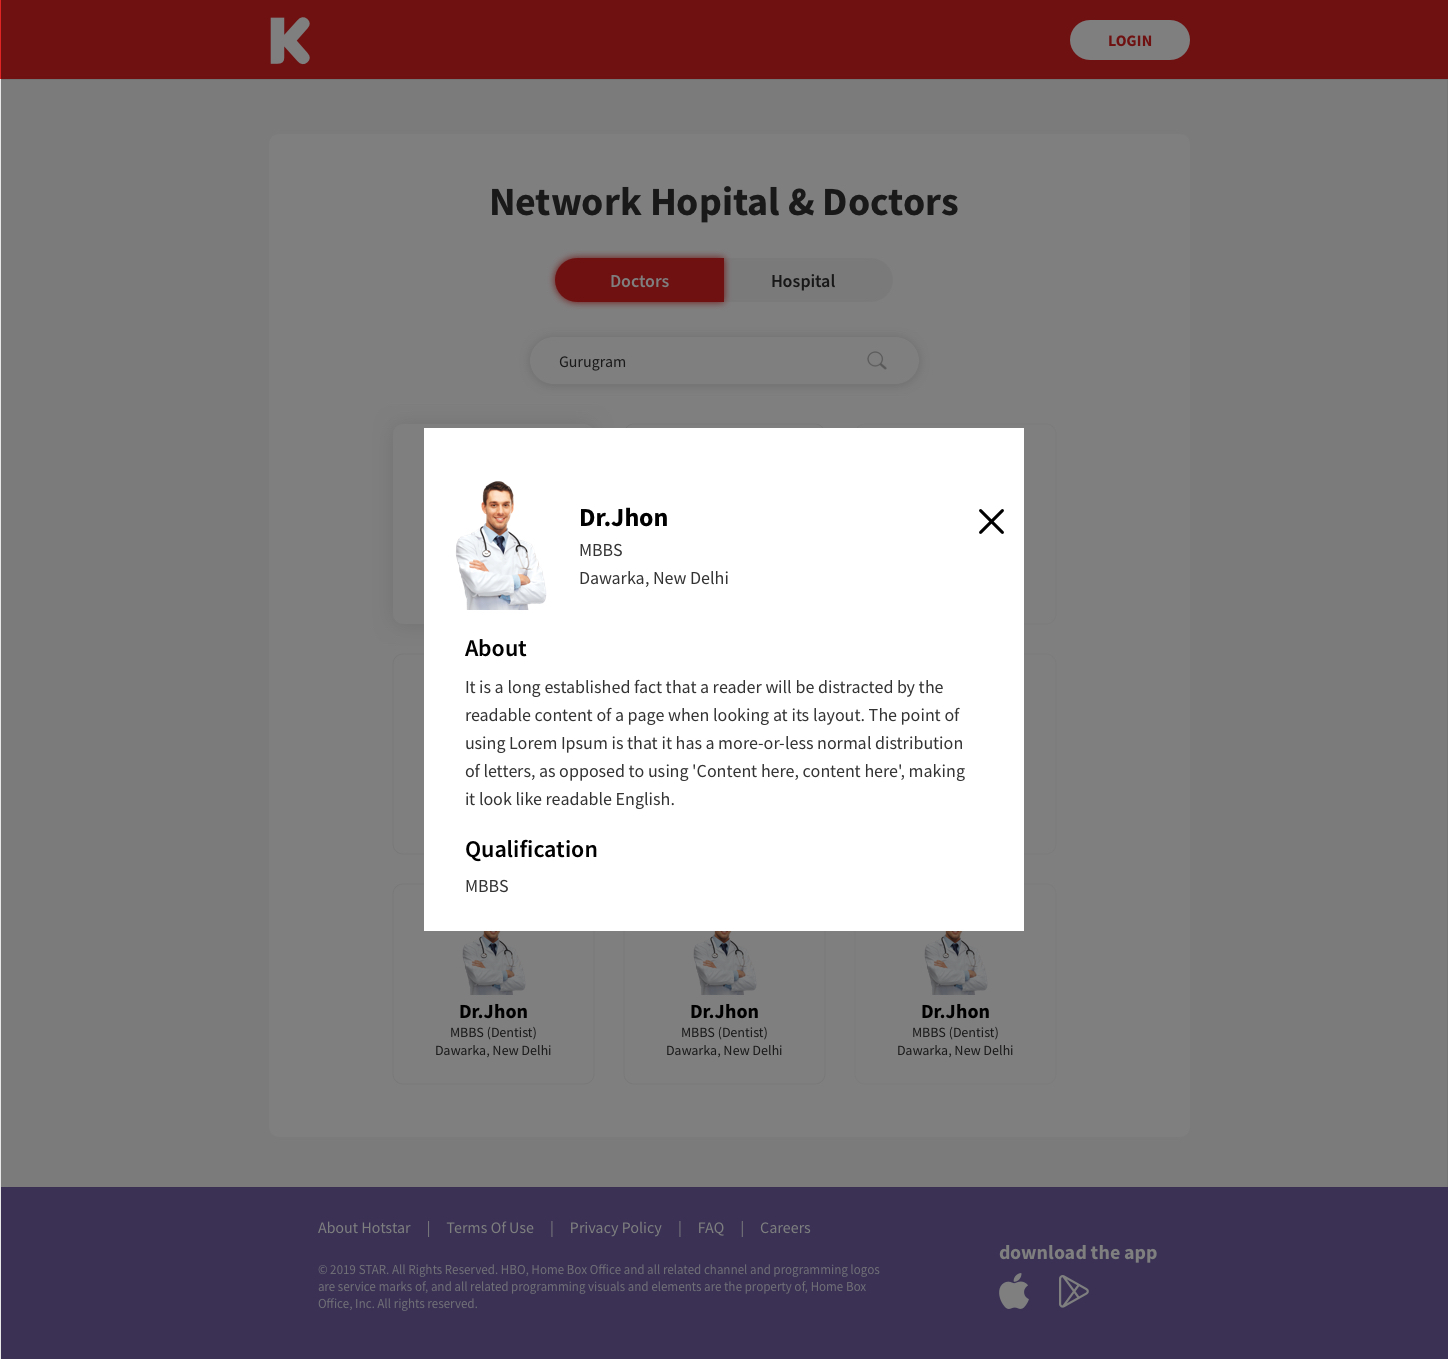 K
LOGIN
Network Hopital & Doctors
Doctors
Hospital
Gurugram
Dr.Jhon
MBBS
Dawarka, New Delhi
About
It is a long established fact that a reader will be distracted by the
readable content of a page when looking at its layout. The point of
using Lorem Ipsum is that it has a more-or-less normal distribution
of letters, as opposed to using 'Content here, content here', making
it look like readable English.
Qualification
MBBS
Dr.Jhon
MBBS (Dentist)
Dawarka, New Delhi
Dr.Jhon
MBBS (Dentist)
Dawarka, New Delhi
Dr.Jhon
MBBS (Dentist)
Dawarka, New Delhi
About Hotstar | Terms Of Use | Privacy Policy | FAQ | Careers
© 2019 STAR. All Rights Reserved. HBO, Home Box Office and all related channel and programming logos
are service marks of, and all related programming visuals and elements are the property of, Home Box
Office, Inc. All rights reserved.
download the app